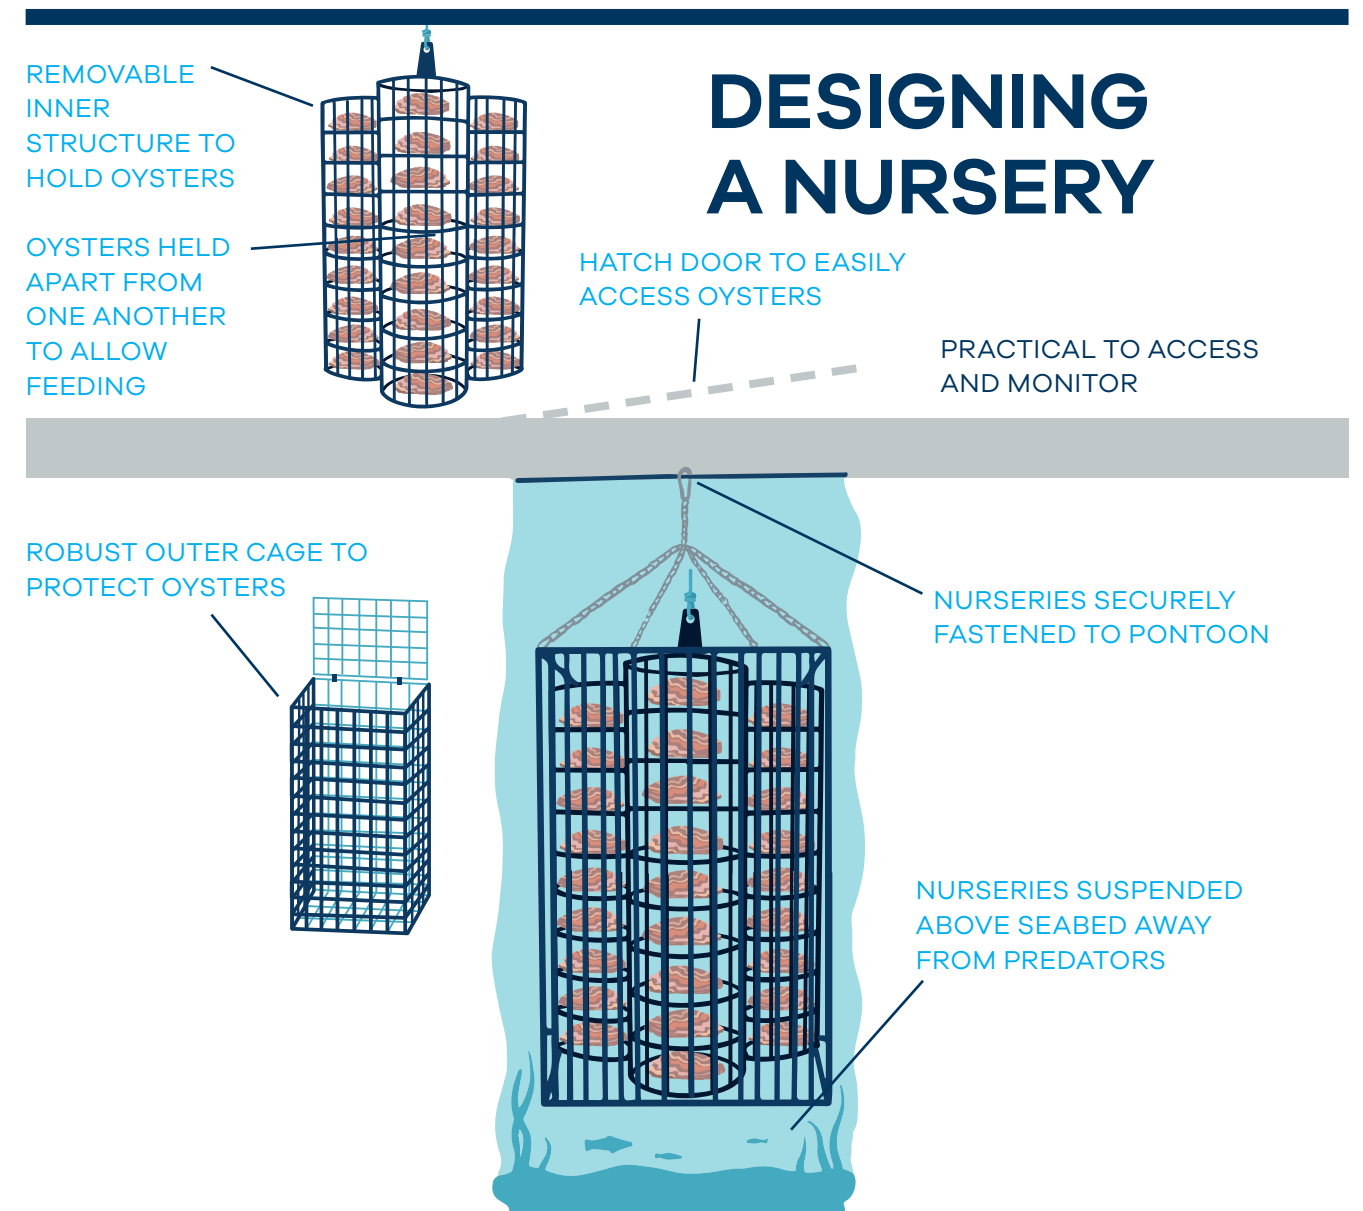 DESIGNING
A NURSERY
REMOVABLE
INNER
STRUCTURE TO
HOLD OYSTERS
OYSTERS HELD
APART FROM
ONE ANOTHER
TO ALLOW
FEEDING
HATCH DOOR TO EASILY
ACCESS OYSTERS
PRACTICAL TO ACCESS
AND MONITOR
ROBUST OUTER CAGE TO
PROTECT OYSTERS
NURSERIES SECURELY
FASTENED TO PONTOON
NURSERIES SUSPENDED
ABOVE SEABED AWAY
FROM PREDATORS